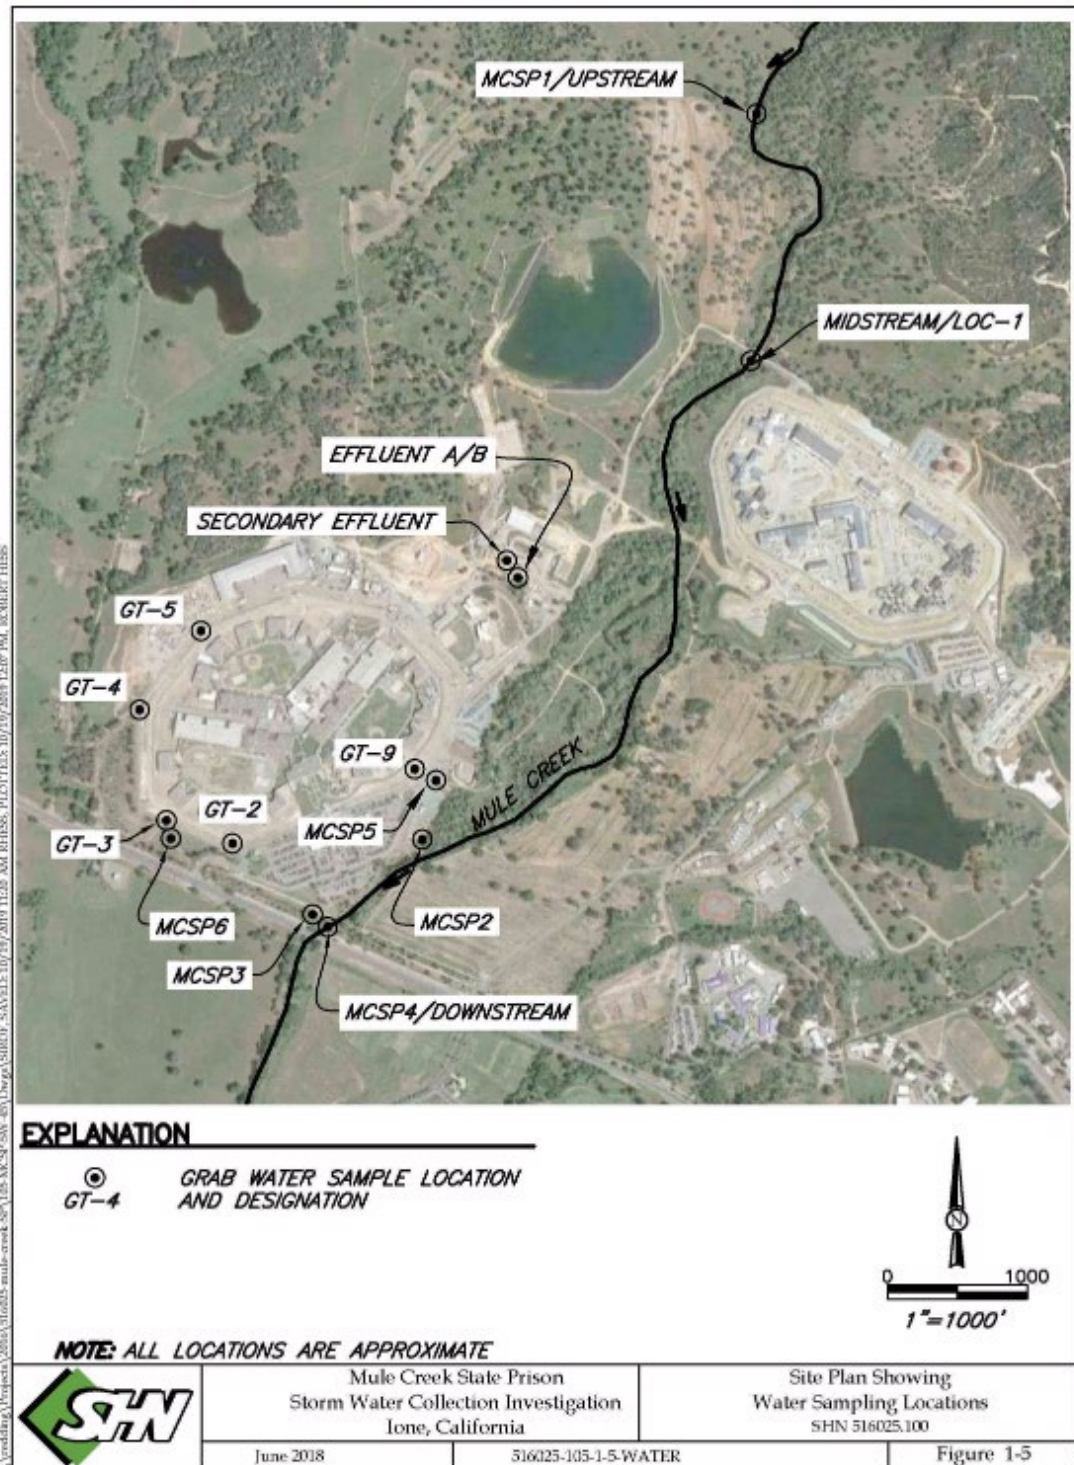 MCSP1/UPSTREAM
MIDSTREAM/LOC-1
EFFLUENT A/B
SECONDARY EFFLUENT
GT-5
GT-4
GT-9
MULE CREEK
GT-2
MCSP5
GT-3
MCSP6
MCSP2
MCSP3
MCSP4/DOWNSTREAM
EXPLANATION
GT-4
GRAB WATER SAMPLE LOCATION
AND DESIGNATION
N
0 1000
1"=1000'
NOTE: ALL LOCATIONS ARE APPROXIMATE
SHN
Mule Creek State Prison
Storm Water Collection Investigation
Ione, California
Site Plan Showing
Water Sampling Locations
SHN 516025.100
June 2018
516025-105-1-5-WATER
Figure 1-5